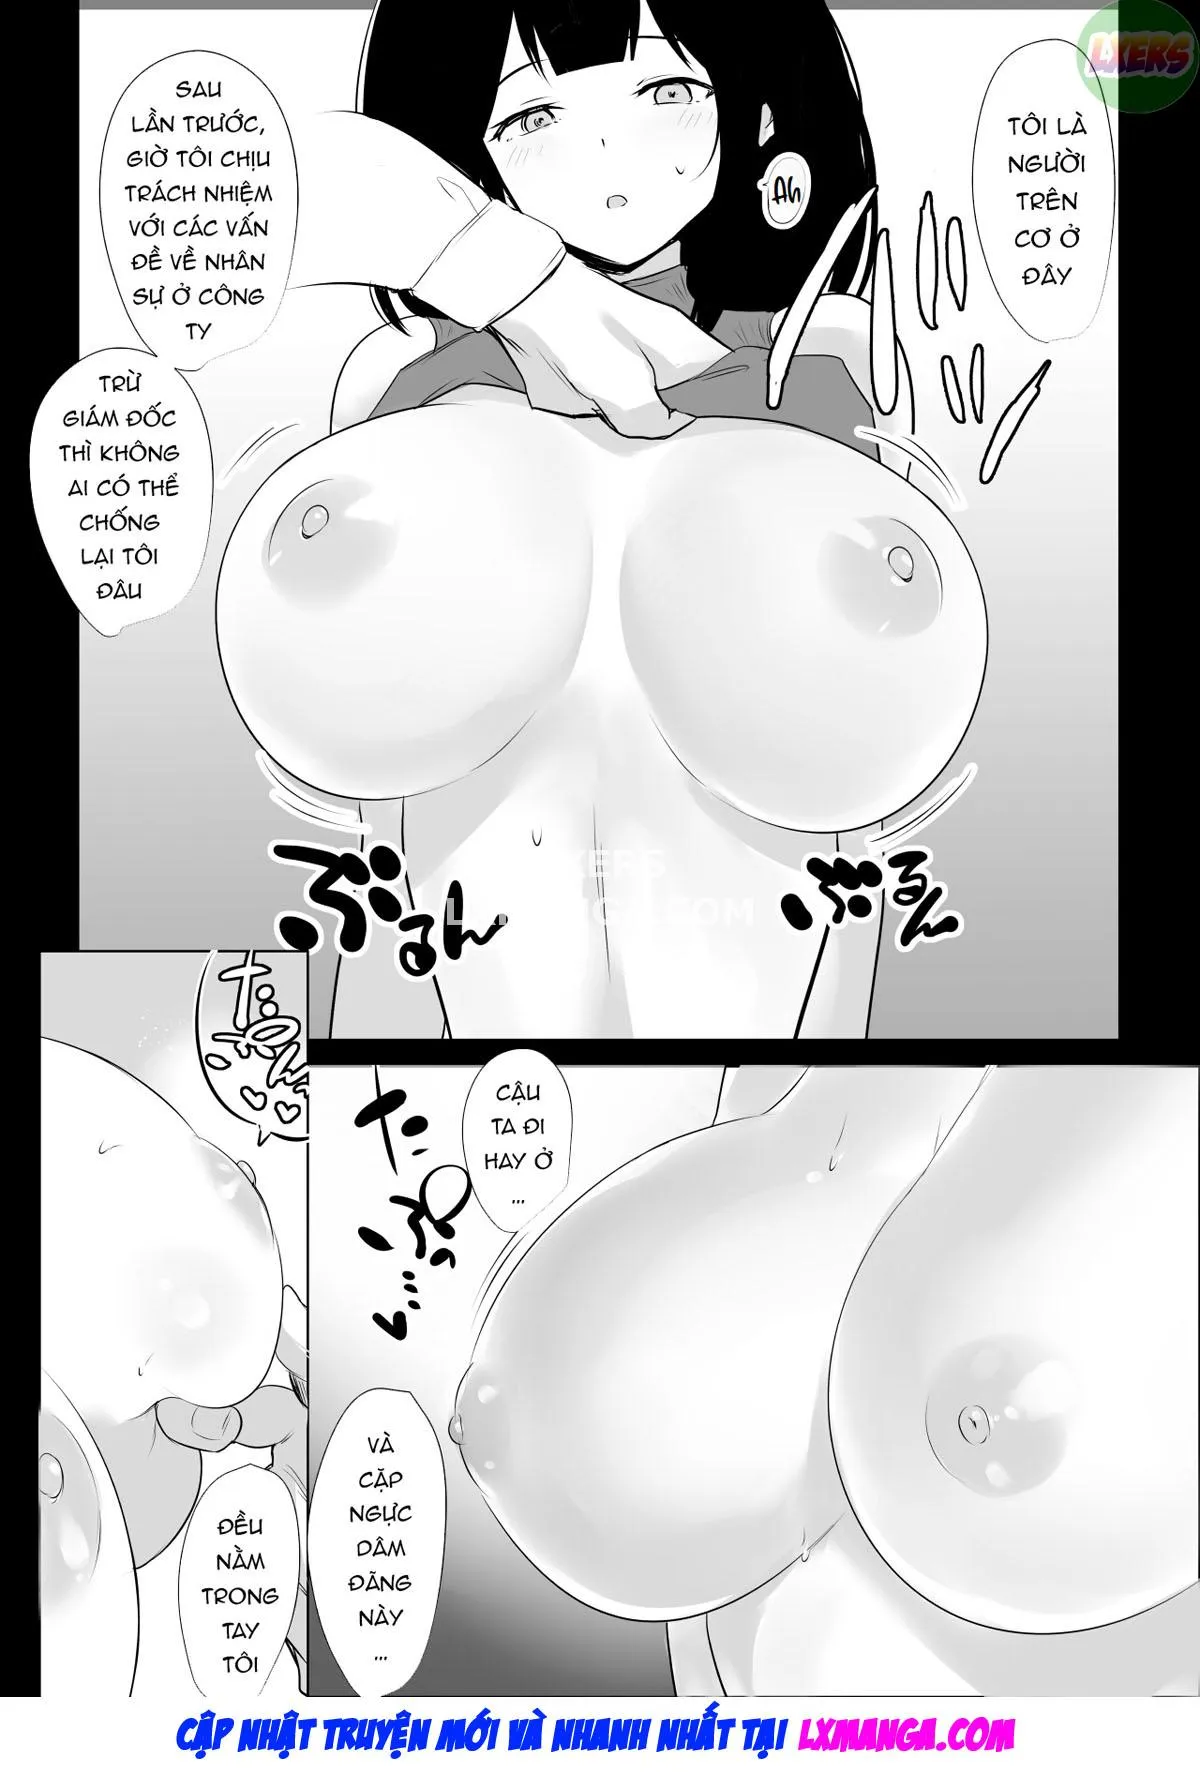 LXERS
TÔI LÀ
NGƯỜI
TRÊN
CƠ Ở
ĐÂY
Ah
SAU
LẦN TRƯỚC,
GIỜ TÔI CHỊU
TRÁCH NHIỆM
VỚI CÁC VẤN
ĐỀ VỀ NHÂN
SỰ Ở CÔNG
TY
TRỪ
GIÁM ĐỐC
THÌ KHÔNG
AI CÓ THỂ
CHỐNG
LẠI TÔI
ĐÂU
ぶるん
ぶるん
CẬU
TA ĐI
HAY Ở
...
たぷっ
VÀ
CẶP
NGỰC
DÂM
ĐÃNG
NÀY
...
ĐỀU
NẰM
TRONG
TAY
TÔI
CẬP NHẬT TRUYỆN MỚI VÀ NHANH NHẤT TẠI LXMANGA.COM